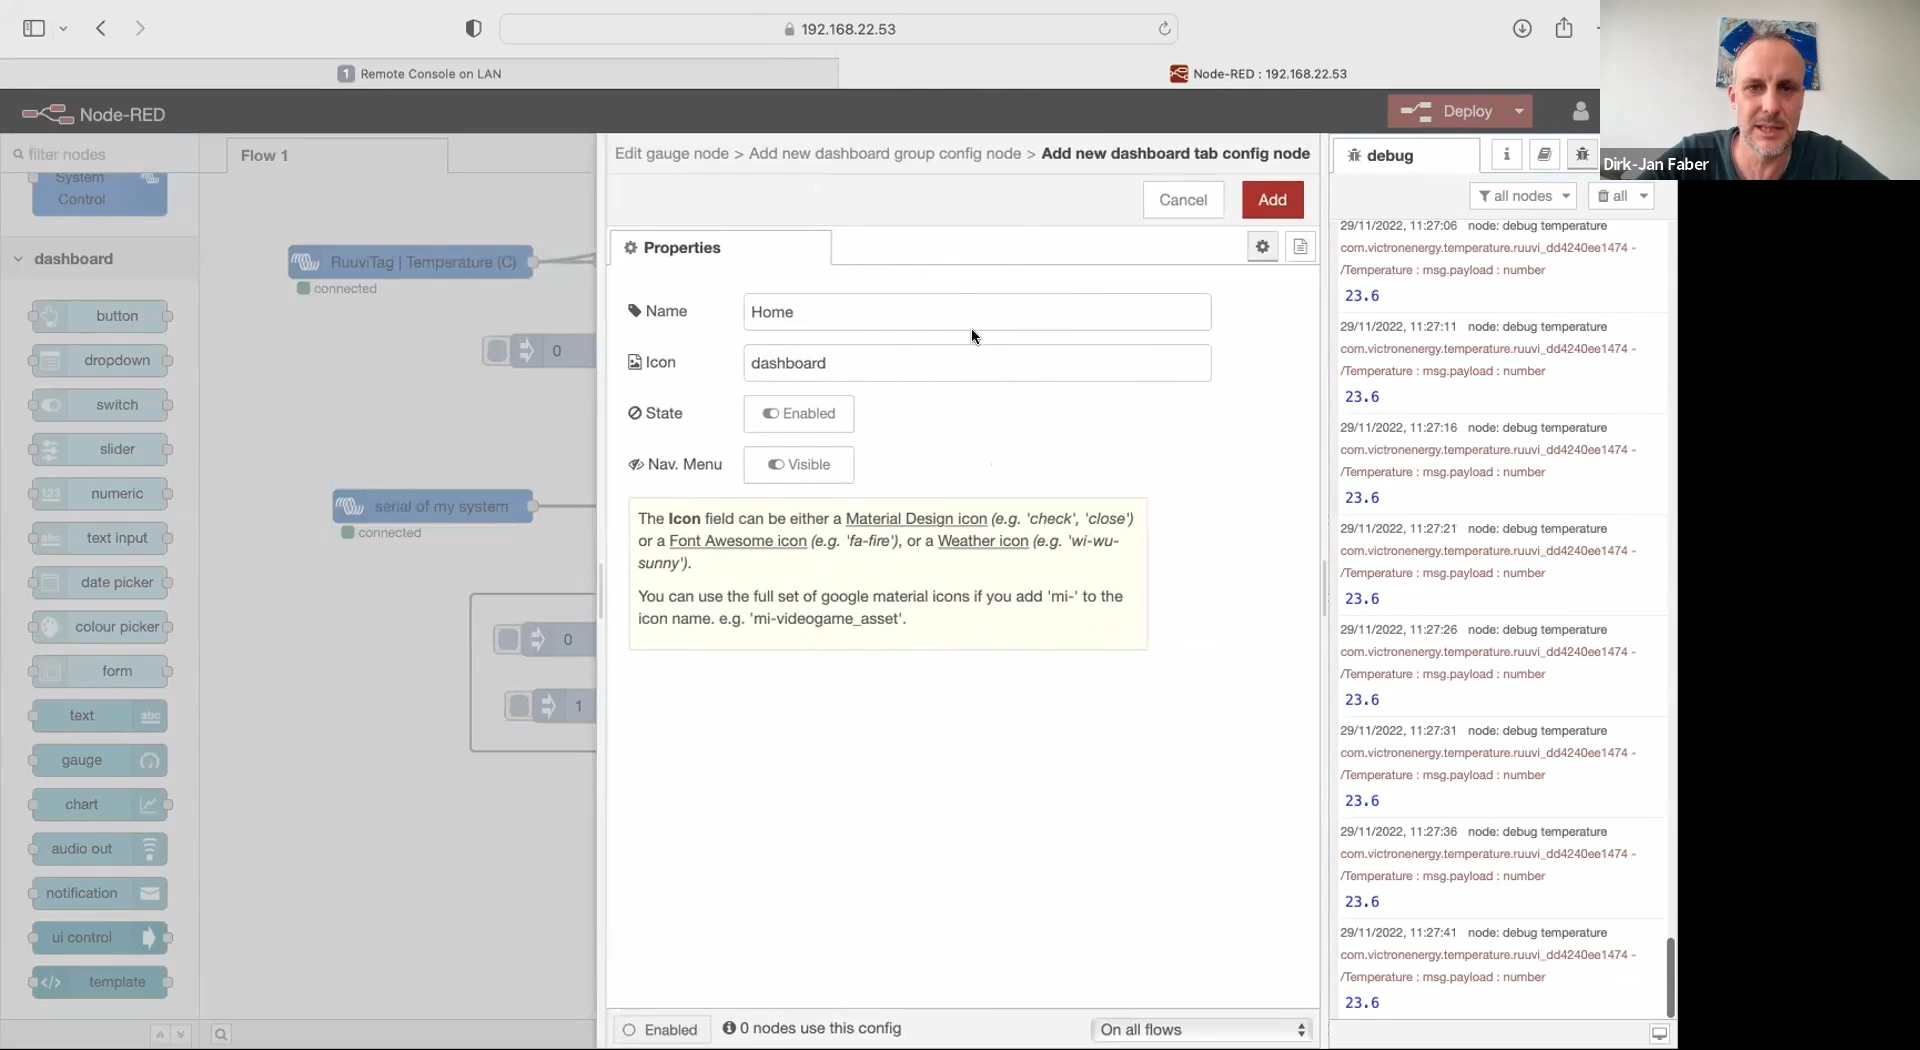 192.168.22.53
1 Remote Console on LAN
Node-RED : 192.168.22.53
Node-RED
Deploy
Dirk-Jan Faber
filter nodes
System
Control
dashboard
button
dropdown
switch
slider
123 numeric
abc text input
date picker
colour picker
form
text abc
gauge
chart
audio out
notification
ui control
</> template
Flow 1
RuuviTag | Temperature (C)
connected
0
serial of my system
connected
0
1
Edit gauge node > Add new dashboard group config node > Add new dashboard tab config node
Cancel
Add
Properties
Name
Home
Icon
dashboard
State
Enabled
Nav. Menu
Visible
The Icon field can be either a Material Design icon (e.g. 'check', 'close')
or a Font Awesome icon (e.g. 'fa-fire'), or a Weather icon (e.g. 'wi-wu-
sunny').
You can use the full set of google material icons if you add 'mi-' to the
icon name. e.g. 'mi-videogame_asset'.
Enabled
0 nodes use this config
On all flows
debug
all nodes
all
29/11/2022, 11:27:06 node: debug temperature
com.victronenergy.temperature.ruuvi_dd4240ee1474 -
/Temperature : msg.payload : number
23.6
29/11/2022, 11:27:11 node: debug temperature
com.victronenergy.temperature.ruuvi_dd4240ee1474 -
/Temperature : msg.payload : number
23.6
29/11/2022, 11:27:16 node: debug temperature
com.victronenergy.temperature.ruuvi_dd4240ee1474 -
/Temperature : msg.payload : number
23.6
29/11/2022, 11:27:21 node: debug temperature
com.victronenergy.temperature.ruuvi_dd4240ee1474 -
/Temperature : msg.payload : number
23.6
29/11/2022, 11:27:26 node: debug temperature
com.victronenergy.temperature.ruuvi_dd4240ee1474 -
/Temperature : msg.payload : number
23.6
29/11/2022, 11:27:31 node: debug temperature
com.victronenergy.temperature.ruuvi_dd4240ee1474 -
/Temperature : msg.payload : number
23.6
29/11/2022, 11:27:36 node: debug temperature
com.victronenergy.temperature.ruuvi_dd4240ee1474 -
/Temperature : msg.payload : number
23.6
29/11/2022, 11:27:41 node: debug temperature
com.victronenergy.temperature.ruuvi_dd4240ee1474 -
/Temperature : msg.payload : number
23.6